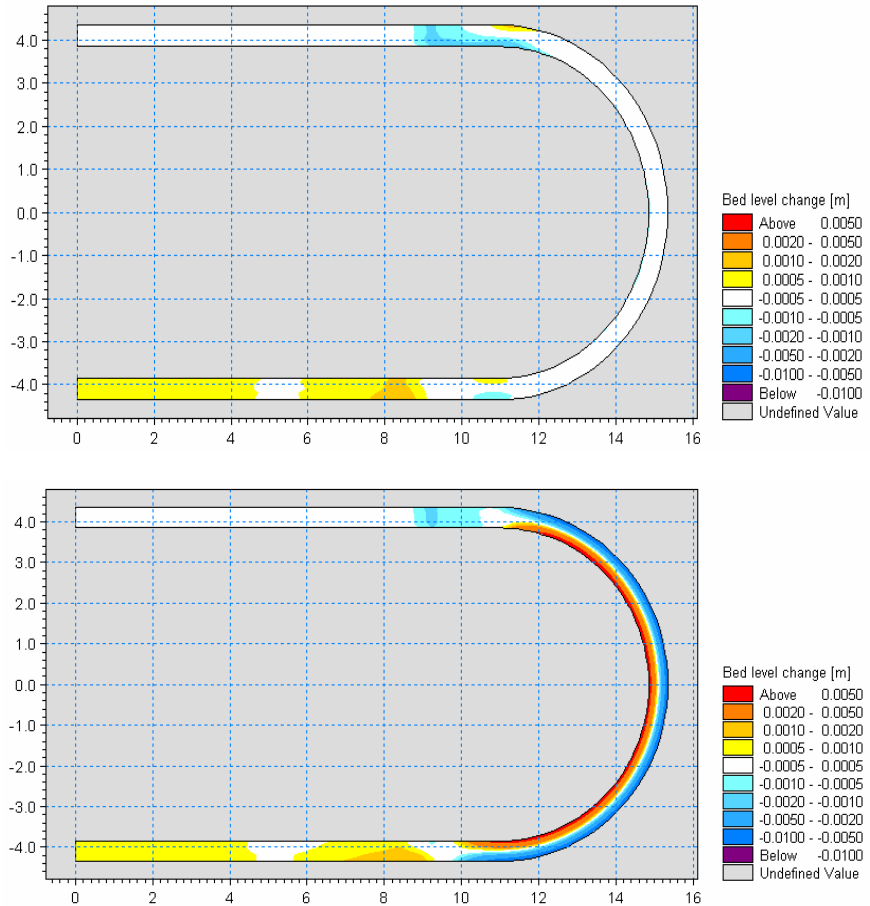 4.0
3.0
2.0
1.0
0.0
-1.0
-2.0
-3.0
-4.0
0 2 4 6 8 10 12 14 16
Bed level change [m]
Above 0.0050
0.0020 - 0.0050
0.0010 - 0.0020
0.0005 - 0.0010
-0.0005 - 0.0005
-0.0010 - -0.0005
-0.0020 - -0.0010
-0.0050 - -0.0020
-0.0100 - -0.0050
Below -0.0100
Undefined Value
4.0
3.0
2.0
1.0
0.0
-1.0
-2.0
-3.0
-4.0
0 2 4 6 8 10 12 14 16
Bed level change [m]
Above 0.0050
0.0020 - 0.0050
0.0010 - 0.0020
0.0005 - 0.0010
-0.0005 - 0.0005
-0.0010 - -0.0005
-0.0020 - -0.0010
-0.0050 - -0.0020
-0.0100 - -0.0050
Below -0.0100
Undefined Value